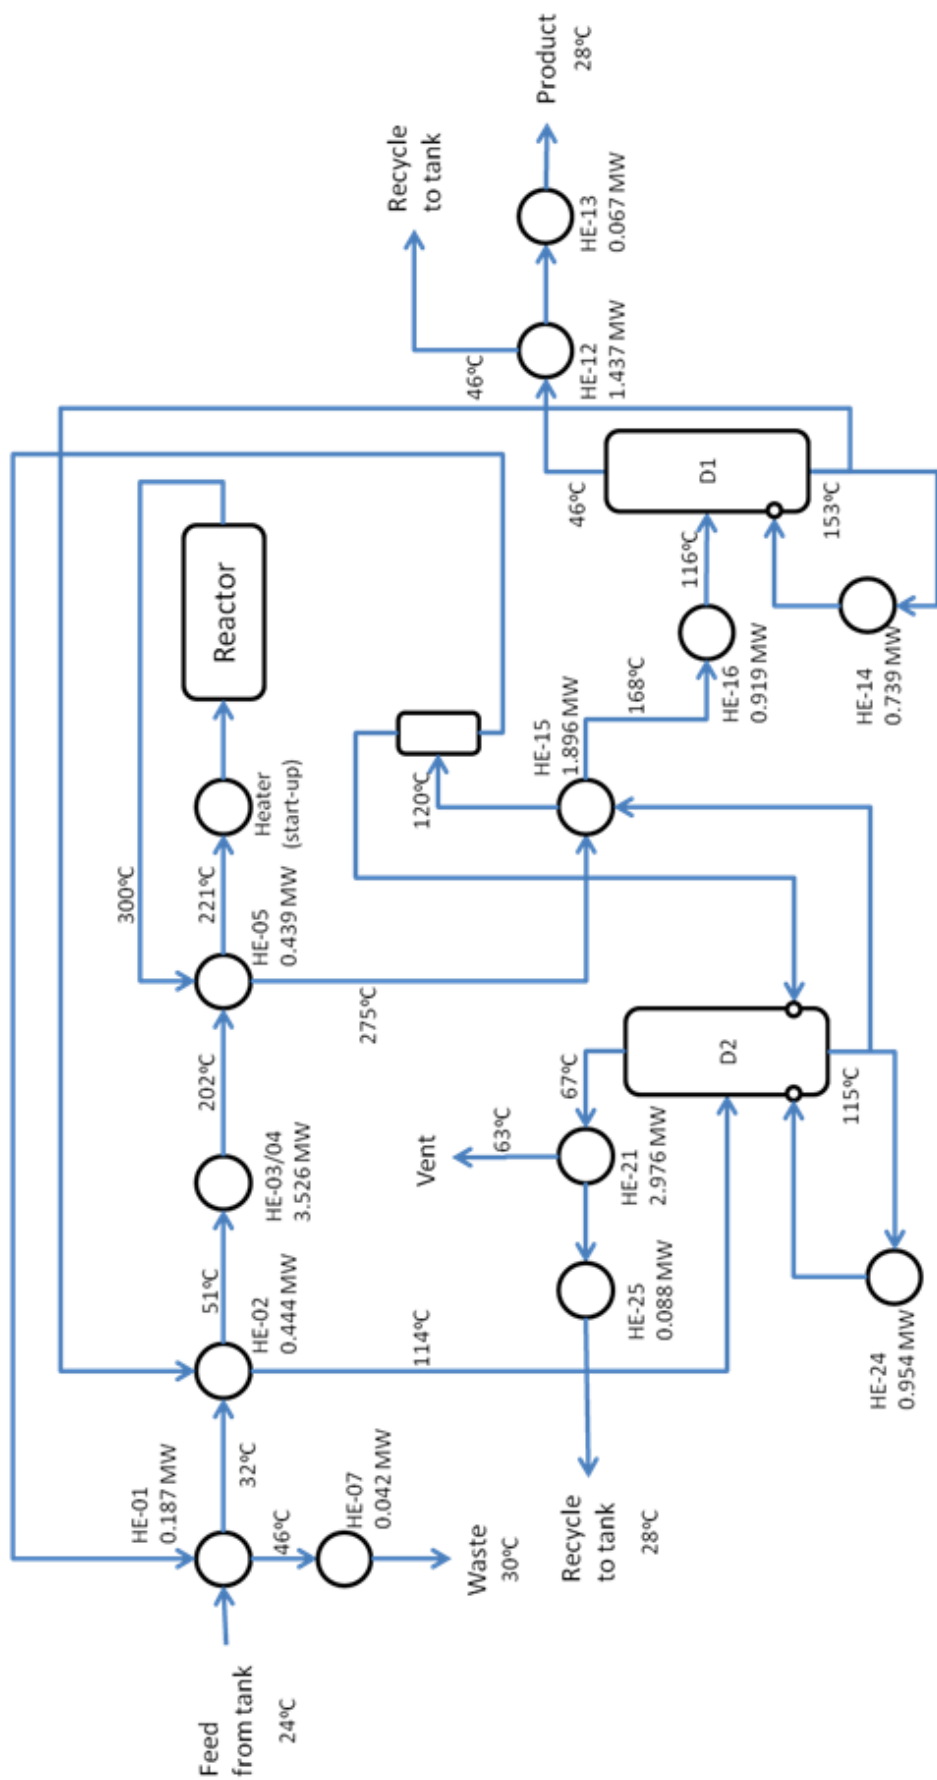 Feed
from tank
24ºC
HE-01
0.187 MW
32ºC
46ºC
HE-07
0.042 MW
Waste
30ºC
51ºC
HE-02
0.444 MW
114ºC
HE-03/04
3.526 MW
202ºC
HE-05
0.439 MW
300ºC
221ºC
275ºC
Heater
(start-up)
Reactor
Recycle
to tank
28ºC
HE-25
0.088 MW
Vent
63ºC
HE-21
2.976 MW
67ºC
D2
115ºC
HE-24
0.954 MW
120ºC
HE-15
1.896 MW
168ºC
HE-16
0.919 MW
116ºC
HE-14
0.739 MW
D1
153ºC
46ºC
46ºC
HE-12
1.437 MW
Recycle
to tank
HE-13
0.067 MW
Product
28ºC